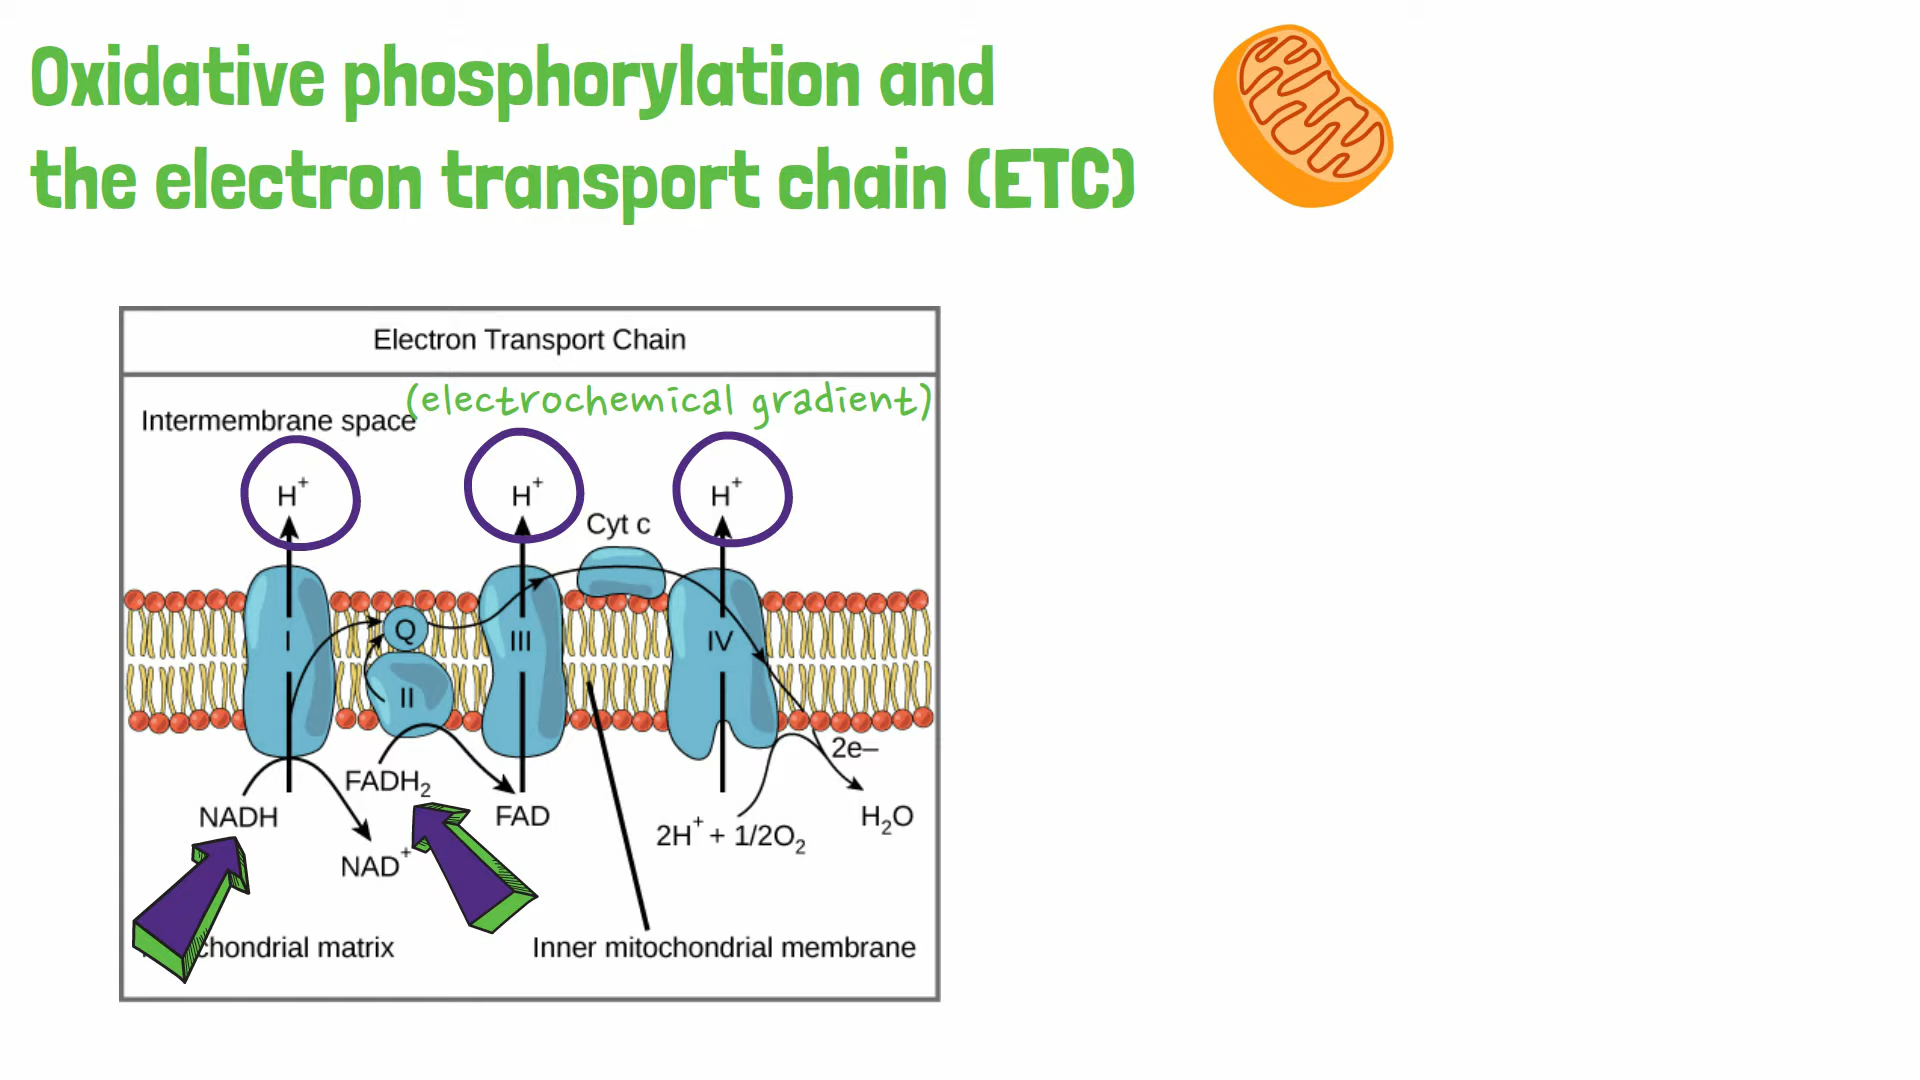 Oxidative phosphorylation and
the electron transport chain (ETC)
Electron Transport Chain
(electrochemical gradient)
Intermembrane space
H+
H+
H+
Cyt c
Q
I
III
IV
II
2e–
FADH2
NADH
FAD
H2O
2H+ + 1/2O2
NAD+
chondrial matrix
Inner mitochondrial membrane